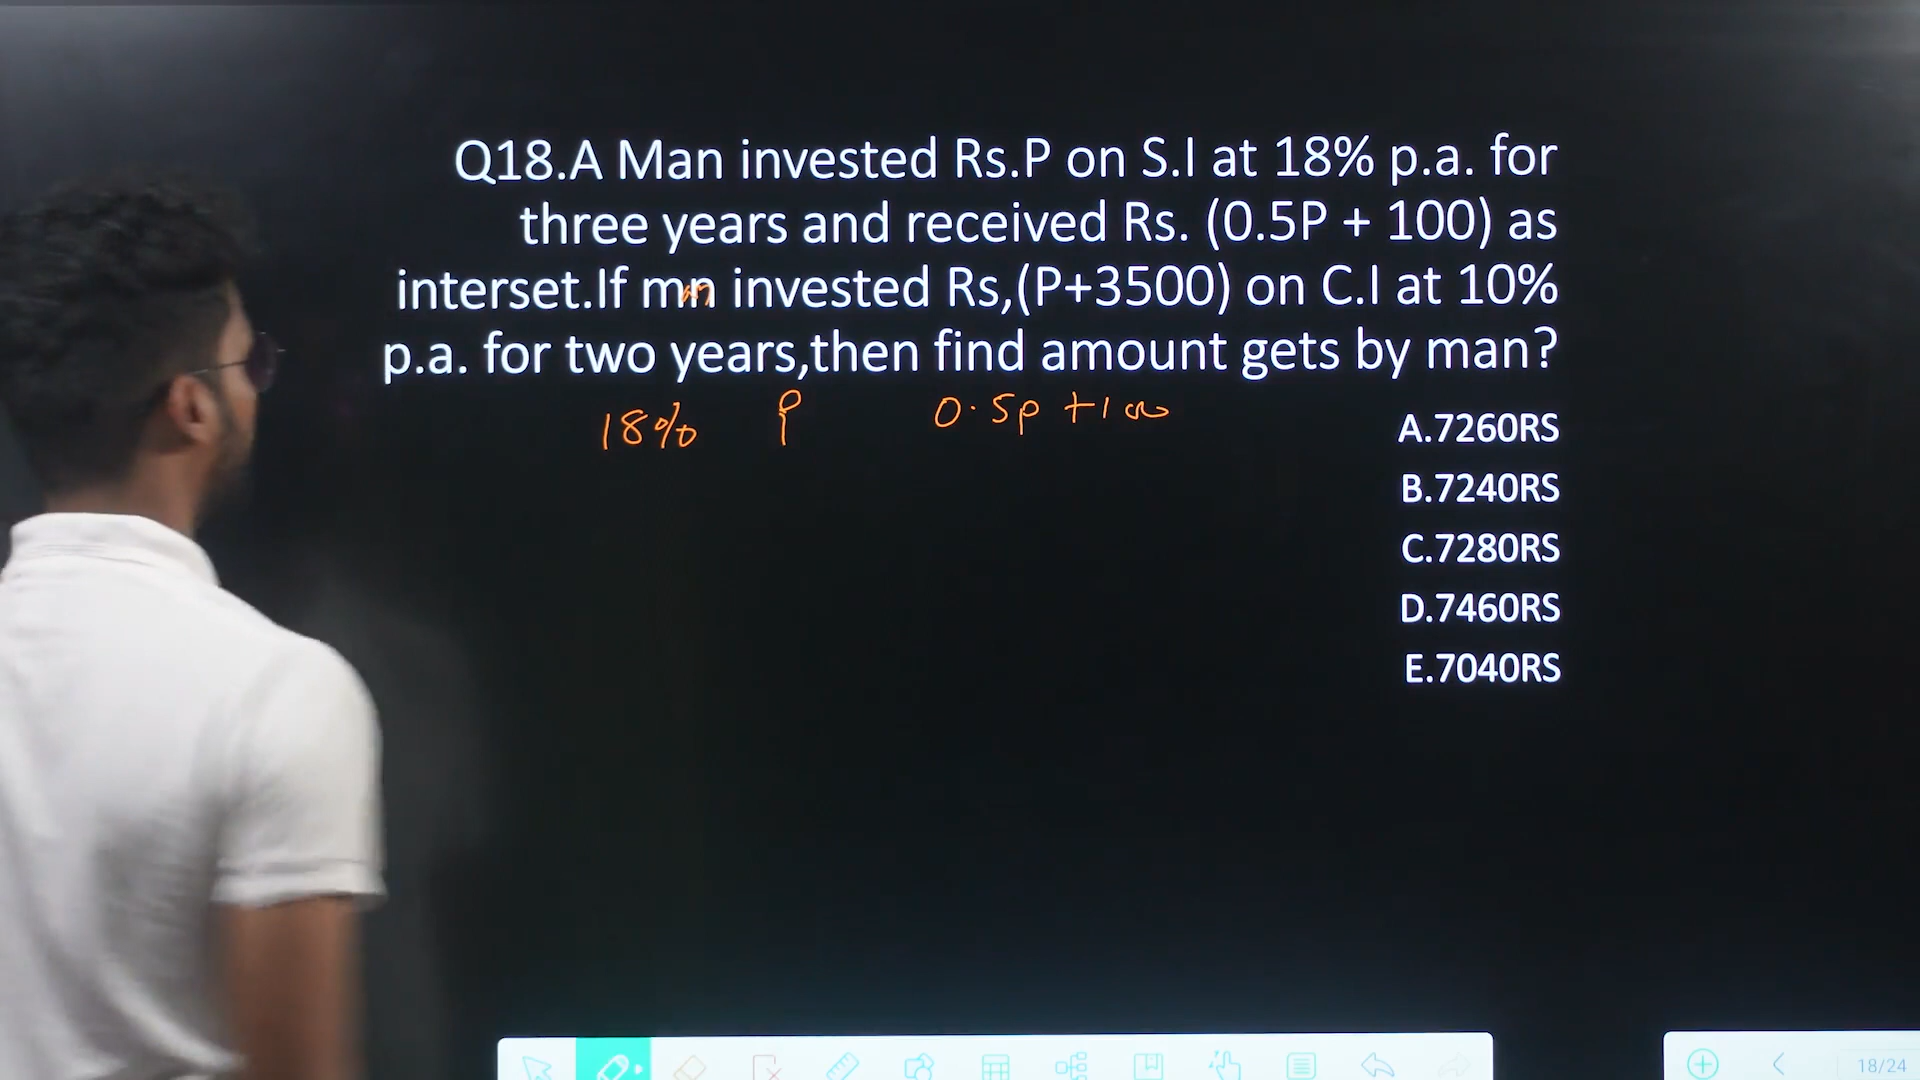 Q18.A Man invested Rs.P on S.I at 18% p.a. for
three years and received Rs. (0.5P + 100) as
interset.If mn invested Rs,(P+3500) on C.I at 10%
p.a. for two years,then find amount gets by man?
18% P 0.5P +100
A.7260RS
B.7240RS
C.7280RS
D.7460RS
E.7040RS
18/24